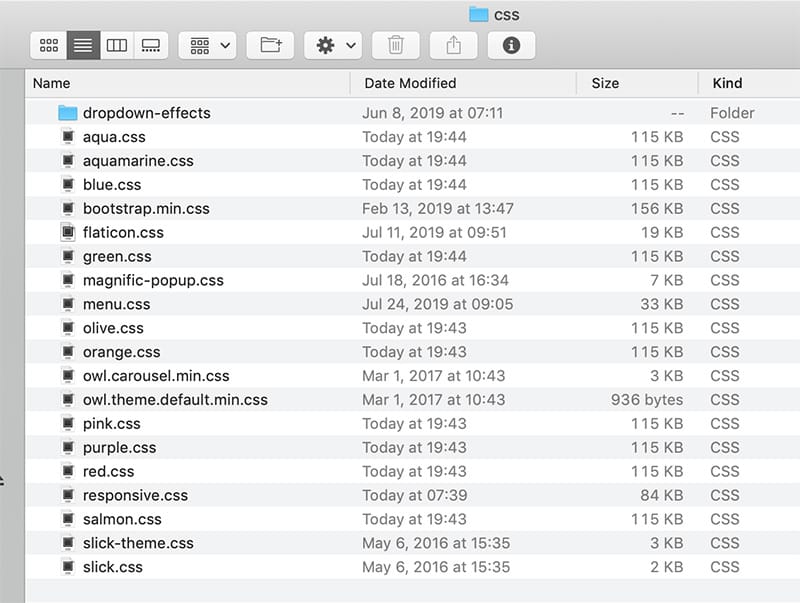 CSS
Name Date Modified Size Kind
dropdown-effects Jun 8, 2019 at 07:11 -- Folder
aqua.css Today at 19:44 115 KB CSS
aquamarine.css Today at 19:44 115 KB CSS
blue.css Today at 19:44 115 KB CSS
bootstrap.min.css Feb 13, 2019 at 13:47 156 KB CSS
flaticon.css Jul 11, 2019 at 09:51 19 KB CSS
green.css Today at 19:44 115 KB CSS
magnific-popup.css Jul 18, 2016 at 16:34 7 KB CSS
menu.css Jul 24, 2019 at 09:05 33 KB CSS
olive.css Today at 19:43 115 KB CSS
orange.css Today at 19:43 115 KB CSS
owl.carousel.min.css Mar 1, 2017 at 10:43 3 KB CSS
owl.theme.default.min.css Mar 1, 2017 at 10:43 936 bytes CSS
pink.css Today at 19:43 115 KB CSS
purple.css Today at 19:43 115 KB CSS
red.css Today at 19:43 115 KB CSS
responsive.css Today at 07:39 84 KB CSS
salmon.css Today at 19:43 115 KB CSS
slick-theme.css May 6, 2016 at 15:35 3 KB CSS
slick.css May 6, 2016 at 15:35 2 KB CSS